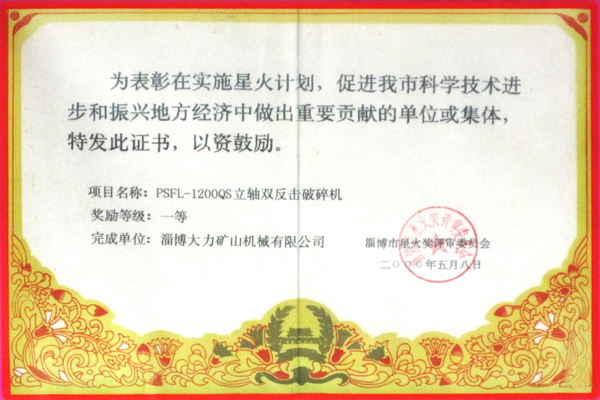 为表彰在实施星火计划，促进我市科学技术进
步和振兴地方经济中做出重要贡献的单位或集体，
特发此证书，以资鼓励。
项目名称：PSFL-1200QS立轴双反击破碎机
奖励等级：一等
完成单位：淄博大力矿山机械有限公司
淄博市星火奖评审委员会
二〇〇〇年五月八日